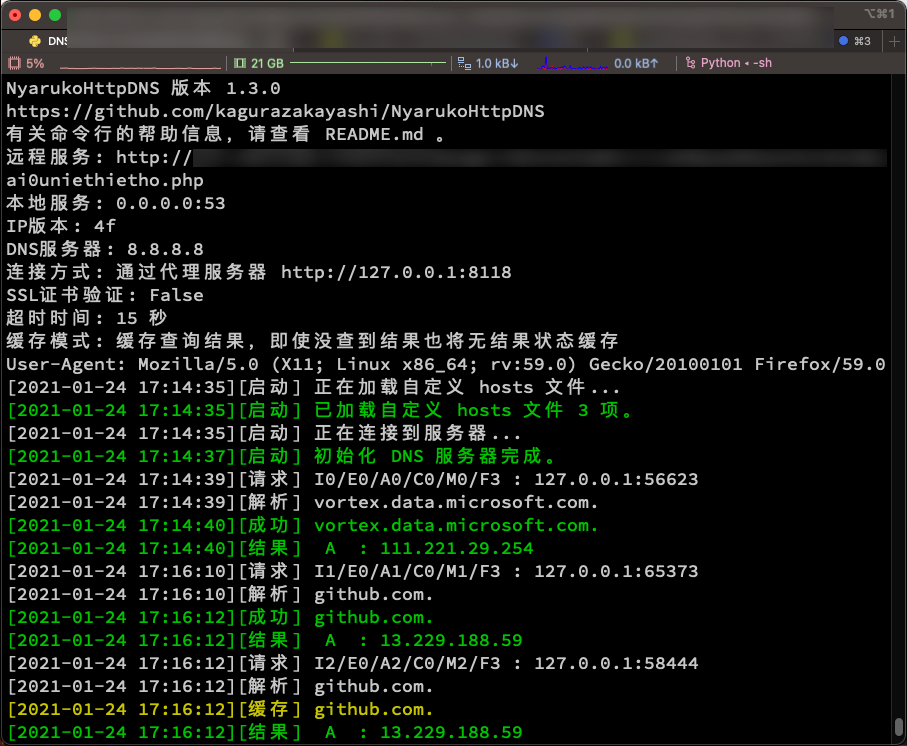 ⌥⌘1
DNS
⌘3
5%
21 GB
1.0 kB↓
0.0 kB↑
Python ◂ -sh
NyarukoHttpDNS 版本 1.3.0
https://github.com/kagurazakayashi/NyarukoHttpDNS
有关命令行的帮助信息，请查看 README.md 。
远程服务: http://
ai0uniethietho.php
本地服务: 0.0.0.0:53
IP版本: 4f
DNS服务器: 8.8.8.8
连接方式: 通过代理服务器 http://127.0.0.1:8118
SSL证书验证: False
超时时间: 15 秒
缓存模式: 缓存查询结果，即使没查到结果也将无结果状态缓存
User-Agent: Mozilla/5.0 (X11; Linux x86_64; rv:59.0) Gecko/20100101 Firefox/59.0
[2021-01-24 17:14:35][启动] 正在加载自定义 hosts 文件...
[2021-01-24 17:14:35][启动] 已加载自定义 hosts 文件 3 项。
[2021-01-24 17:14:35][启动] 正在连接到服务器...
[2021-01-24 17:14:37][启动] 初始化 DNS 服务器完成。
[2021-01-24 17:14:39][请求] I0/E0/A0/C0/M0/F3 : 127.0.0.1:56623
[2021-01-24 17:14:39][解析] vortex.data.microsoft.com.
[2021-01-24 17:14:40][成功] vortex.data.microsoft.com.
[2021-01-24 17:14:40][结果]  A  : 111.221.29.254
[2021-01-24 17:16:10][请求] I1/E0/A1/C0/M1/F3 : 127.0.0.1:65373
[2021-01-24 17:16:10][解析] github.com.
[2021-01-24 17:16:12][成功] github.com.
[2021-01-24 17:16:12][结果]  A  : 13.229.188.59
[2021-01-24 17:16:12][请求] I2/E0/A2/C0/M2/F3 : 127.0.0.1:58444
[2021-01-24 17:16:12][解析] github.com.
[2021-01-24 17:16:12][缓存] github.com.
[2021-01-24 17:16:12][结果]  A  : 13.229.188.59